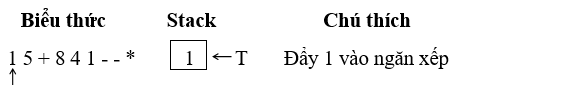 Biểu thức Stack Chú thích
1 5 + 8 4 1 - - * 1 ← T Đẩy 1 vào ngăn xếp
↑